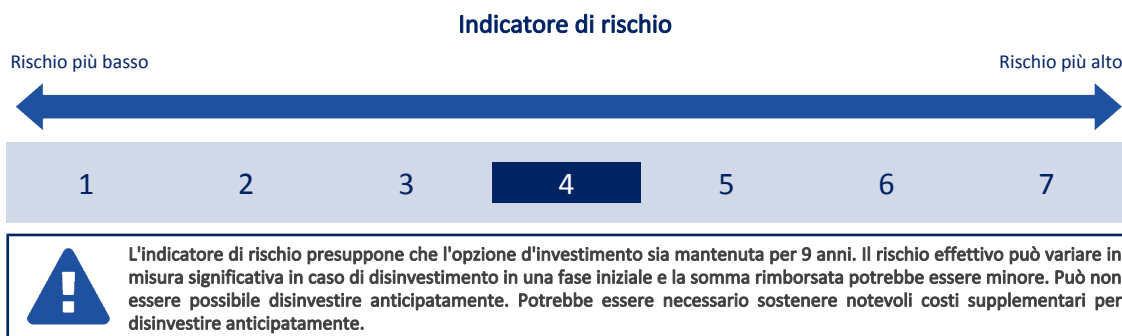 Indicatore di rischio
Rischio più basso
Rischio più alto
1 2 3 4 5 6 7
L'indicatore di rischio presuppone che l'opzione d'investimento sia mantenuta per 9 anni. Il rischio effettivo può variare in
misura significativa in caso di disinvestimento in una fase iniziale e la somma rimborsata potrebbe essere minore. Può non
essere possibile disinvestire anticipatamente. Potrebbe essere necessario sostenere notevoli costi supplementari per
disinvestire anticipatamente.